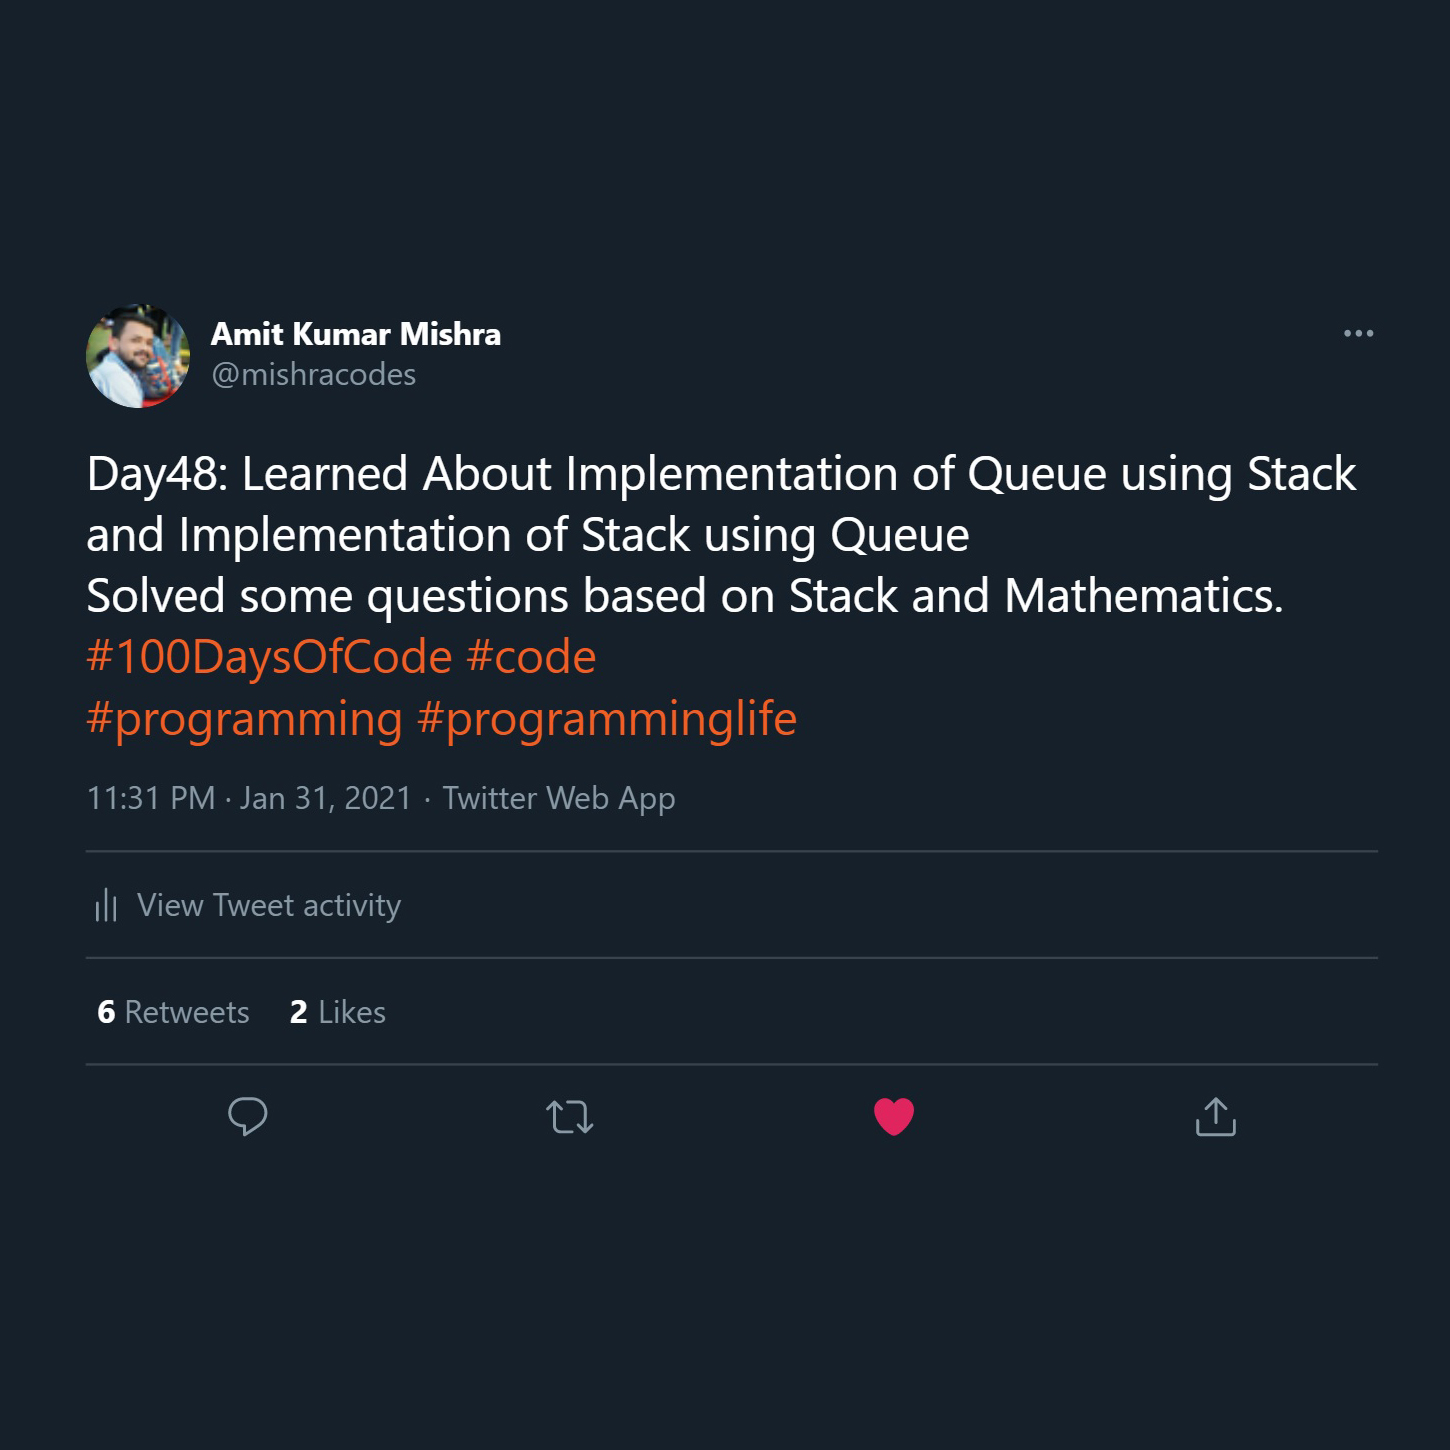 Amit Kumar Mishra
@mishracodes
Day48: Learned About Implementation of Queue using Stack
and Implementation of Stack using Queue
Solved some questions based on Stack and Mathematics.
#100DaysOfCode #code
#programming #programminglife
11:31 PM · Jan 31, 2021 · Twitter Web App
View Tweet activity
6 Retweets 2 Likes